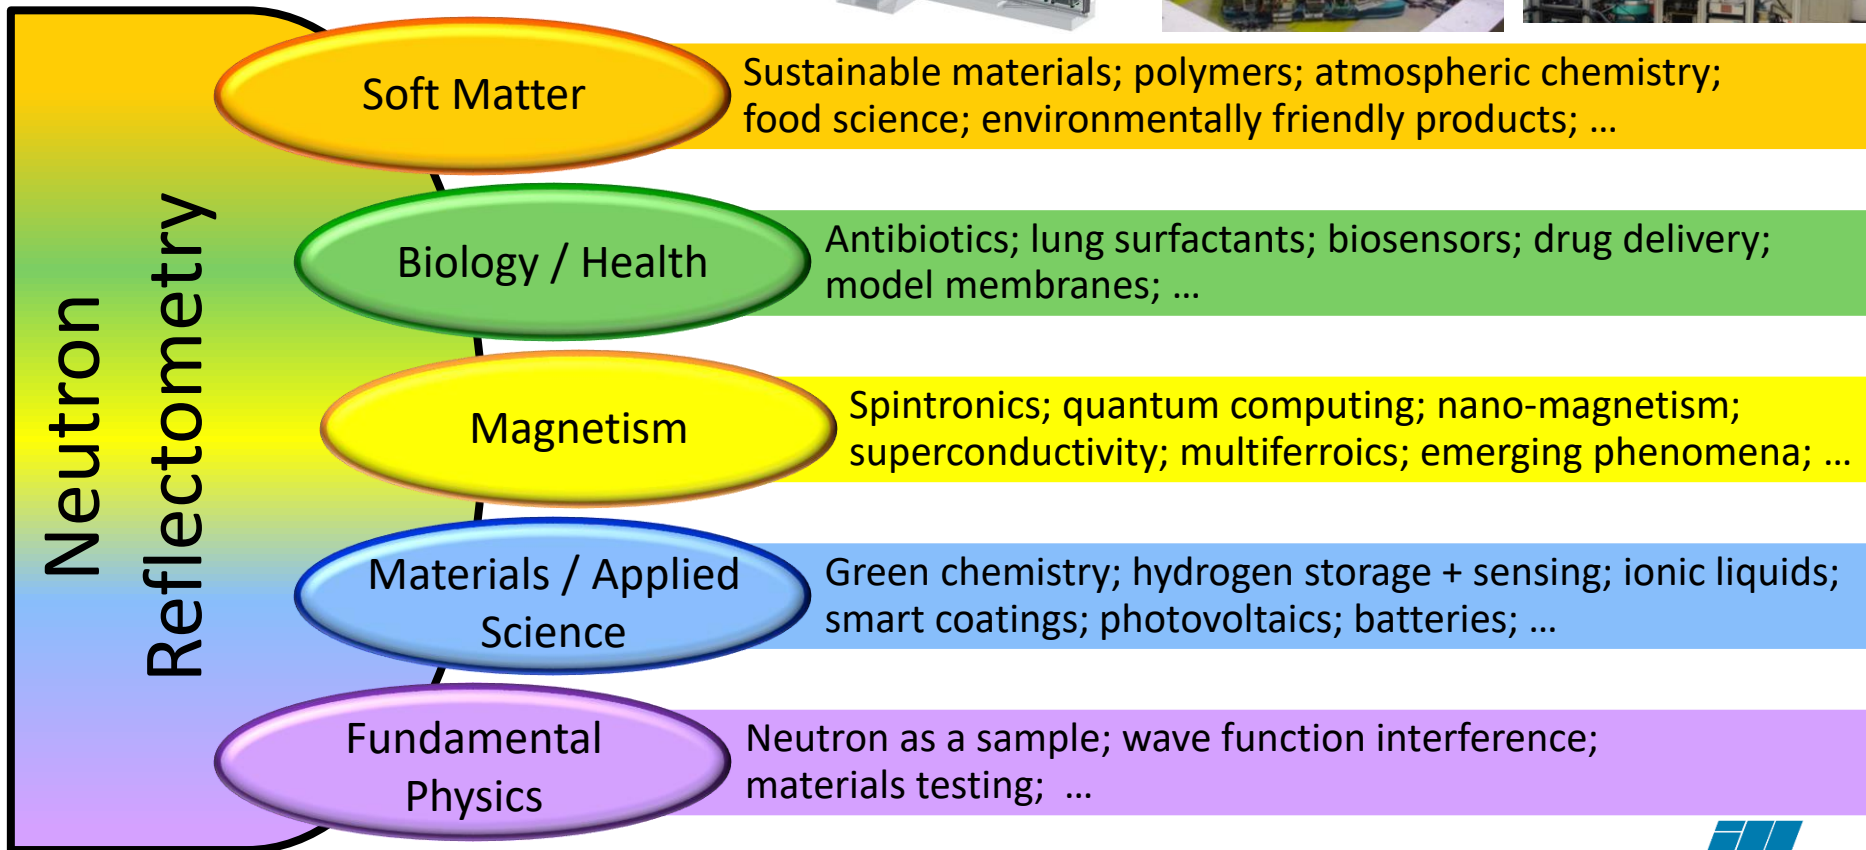 Neutron
Reflectometry
Soft Matter
Sustainable materials; polymers; atmospheric chemistry;
food science; environmentally friendly products; ...
Biology / Health
Antibiotics; lung surfactants; biosensors; drug delivery;
model membranes; ...
Magnetism
Spintronics; quantum computing; nano-magnetism;
superconductivity; multiferroics; emerging phenomena; ...
Materials / Applied
Science
Green chemistry; hydrogen storage + sensing; ionic liquids;
smart coatings; photovoltaics; batteries; ...
Fundamental
Physics
Neutron as a sample; wave function interference;
materials testing;  ...